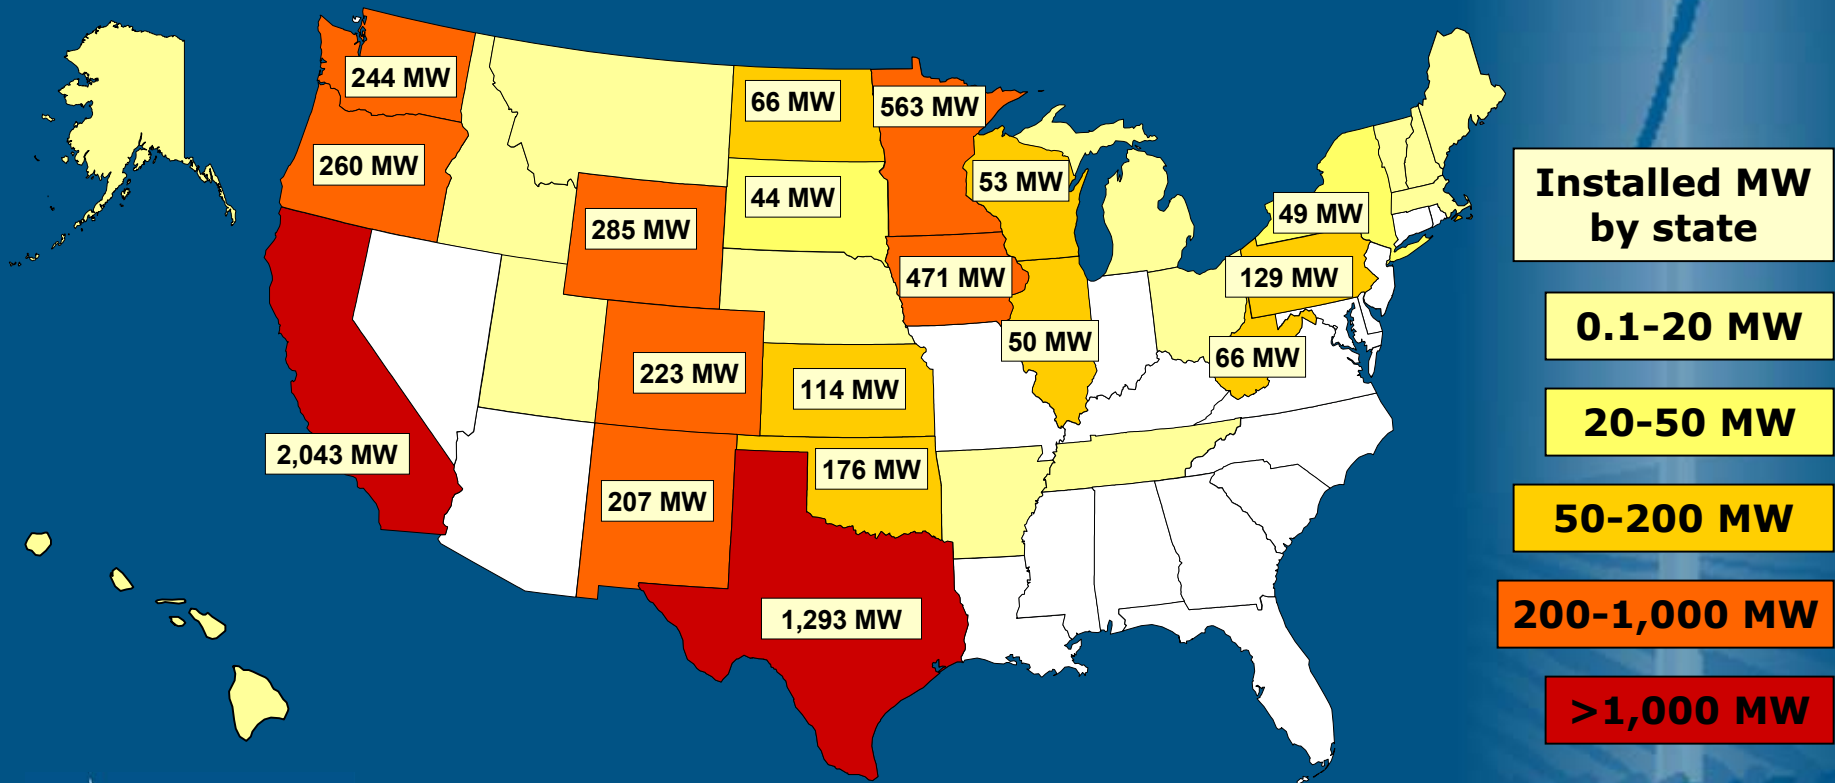 244 MW
66 MW
563 MW
260 MW
53 MW
44 MW
49 MW
285 MW
471 MW
129 MW
50 MW
66 MW
223 MW
114 MW
2,043 MW
176 MW
207 MW
1,293 MW
Installed MW
by state
0.1-20 MW
20-50 MW
50-200 MW
200-1,000 MW
>1,000 MW